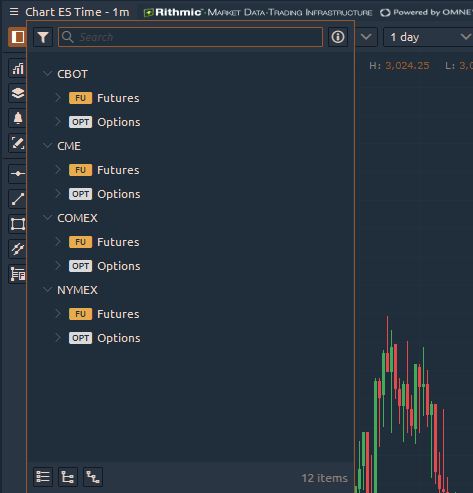 Chart ES Time - 1m Rithmic™-Market Data-Trading Infrastructure Powered by OMNE
Search 1 day
H: 3,024.25 L: 3,0
CBOT
FU Futures
OPT Options
CME
FU Futures
OPT Options
COMEX
FU Futures
OPT Options
NYMEX
FU Futures
OPT Options
12 items